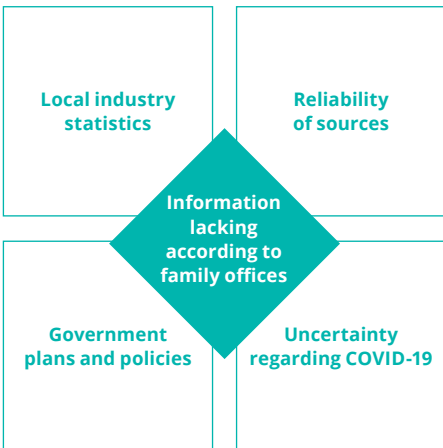 Local industry
statistics
Reliability
of sources
Information
lacking
according to
family offices
Government
plans and policies
Uncertainty
regarding COVID-19